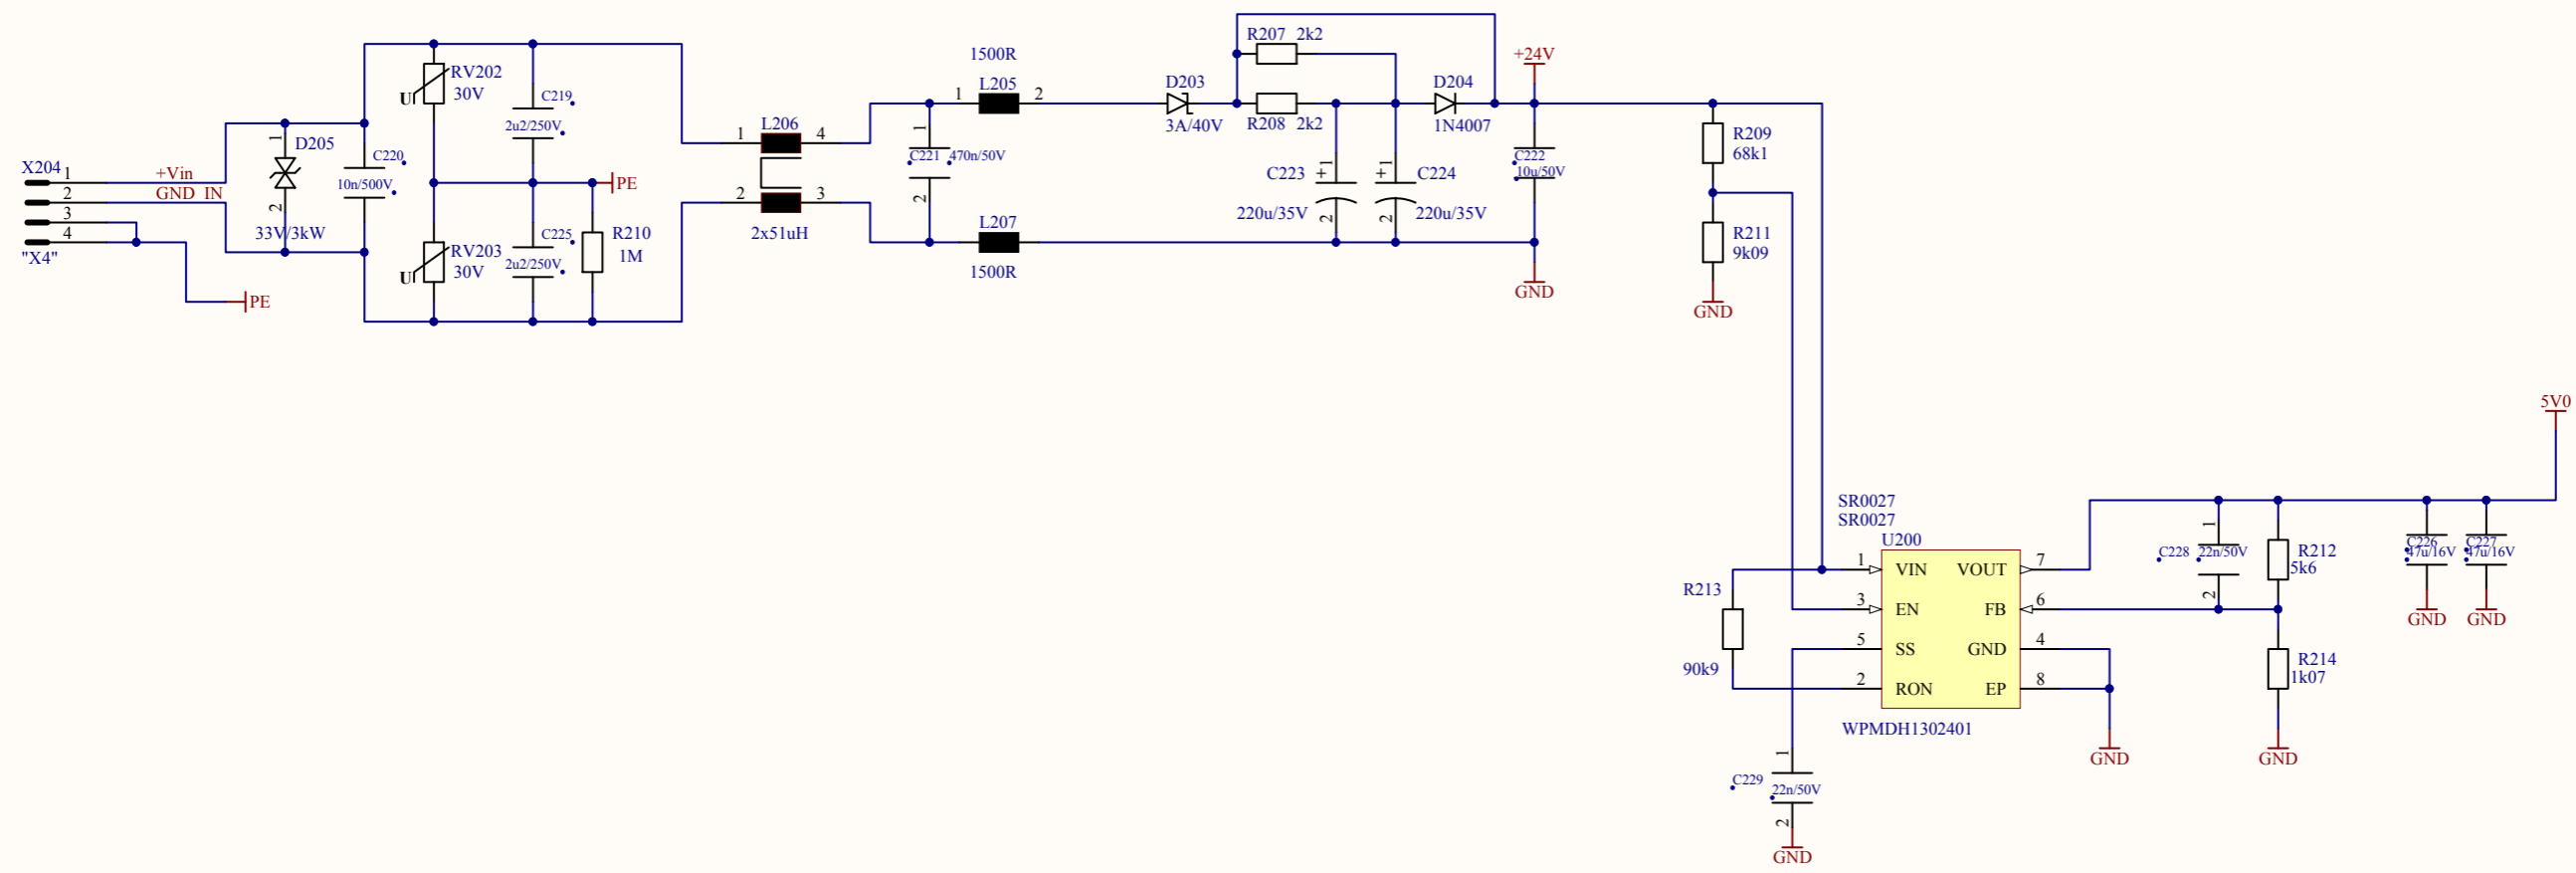 X204
1
2
3
4
"X4"
+Vin
GND IN
PE
1
D205
2
33V/3kW
C220
10n/500V
U
RV202
30V
C219
2u2/250V
PE
U
RV203
30V
C225
2u2/250V
R210
1M
1
L206
4
2
3
2x51uH
1
C221
470n/50V
2
1500R
1
L205
2
L207
1500R
D203
3A/40V
R207 2k2
R208 2k2
C223
+
1
220u/35V
2
+
1
C224
2
220u/35V
D204
1N4007
+24V
C222
10u/50V
GND
R209
68k1
R211
9k09
GND
SR0027
SR0027
U200
1 VIN VOUT 7
3 EN FB 6
5 SS GND 4
2 RON EP 8
WPMDH1302401
R213
90k9
C229
1
22n/50V
2
GND
GND
C228
1
22n/50V
2
R212
5k6
R214
1k07
GND
C226
47u/16V
GND
C227
47u/16V
GND
5V0